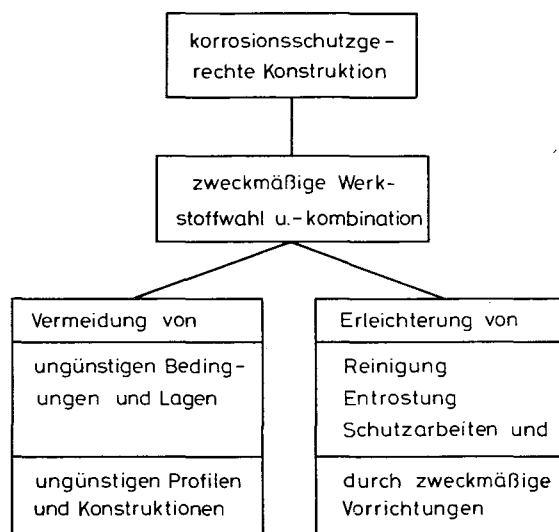 korrosionsschutzge-
rechte Konstruktion
zweckmäßige Werk-
stoffwahl u.-kombination
Vermeidung von
ungünstigen Beding-
ungen und Lagen
ungünstigen Profilen
und Konstruktionen
Erleichterung von
Reinigung
Entrostung
Schutzarbeiten und
durch zweckmäßige
Vorrichtungen